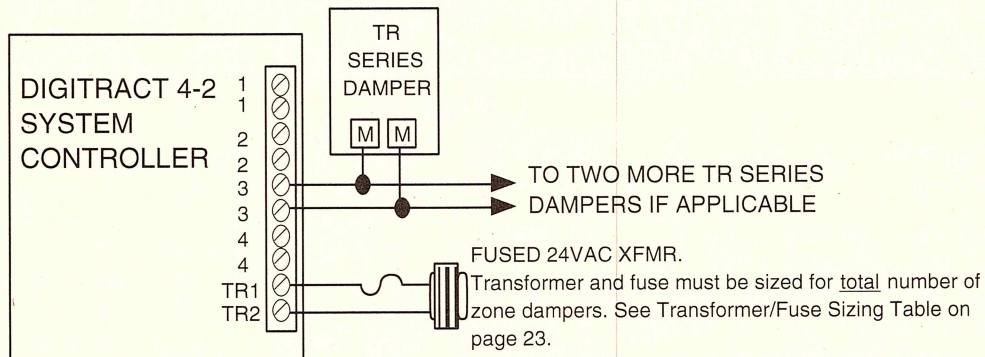 TR
SERIES
DAMPER
M M
DIGITRACT 4-2
SYSTEM
CONTROLLER
1
1
2
2
3
3
4
4
TR1
TR2
TO TWO MORE TR SERIES
DAMPERS IF APPLICABLE
FUSED 24VAC XFMR.
Transformer and fuse must be sized for total number of
zone dampers. See Transformer/Fuse Sizing Table on
page 23.